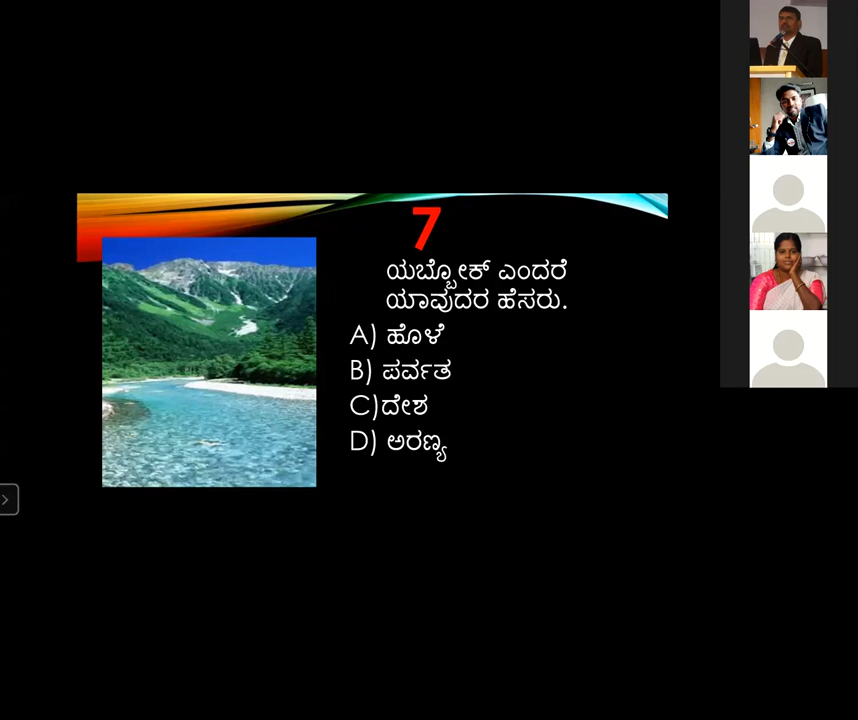 7
ಯಬ್ಬೋಕ್ ಎಂದರೆ
ಯಾವುದರ ಹೆಸರು.
A) ಹೊಳೆ
B) ಪರ್ವತ
C)ದೇಶ
D) ಅರಣ್ಯ